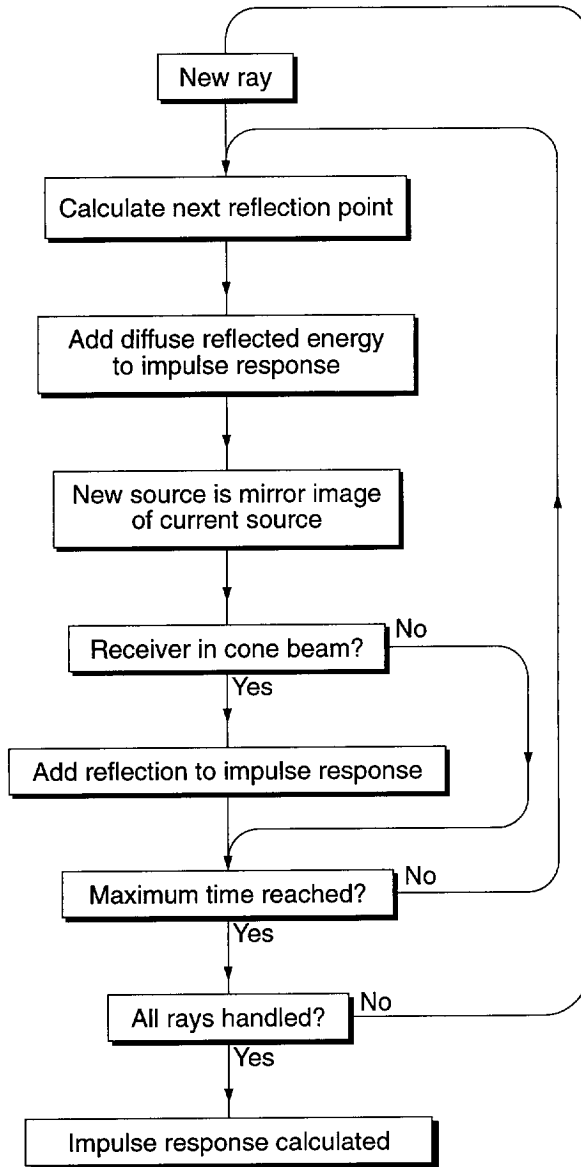 New ray
Calculate next reflection point
Add diffuse reflected energy
to impulse response
New source is mirror image
of current source
Receiver in cone beam?
No
Yes
Add reflection to impulse response
Maximum time reached?
No
Yes
All rays handled?
No
Yes
Impulse response calculated